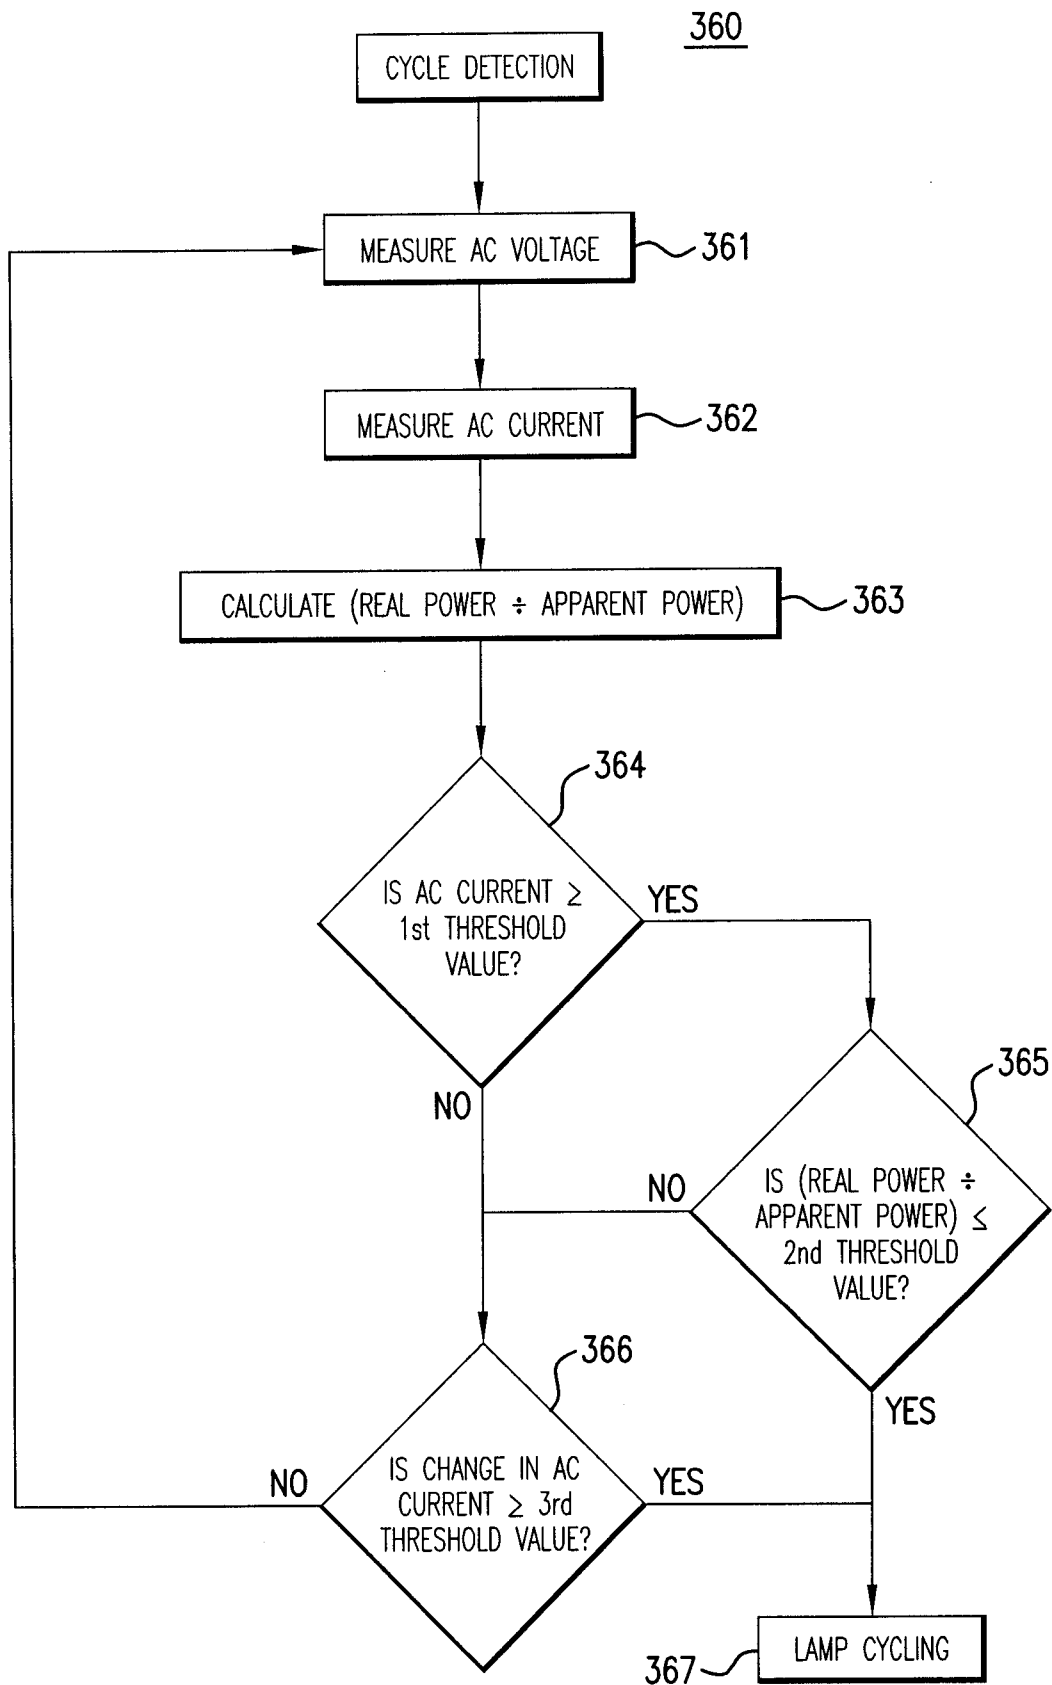 360
CYCLE DETECTION
MEASURE AC VOLTAGE
361
MEASURE AC CURRENT
362
CALCULATE (REAL POWER ÷ APPARENT POWER)
363
364
IS AC CURRENT ≥
1st THRESHOLD
VALUE?
YES
NO
365
IS (REAL POWER ÷
APPARENT POWER) ≤
2nd THRESHOLD
VALUE?
NO
YES
366
IS CHANGE IN AC
CURRENT ≥ 3rd
THRESHOLD VALUE?
NO
YES
LAMP CYCLING
367